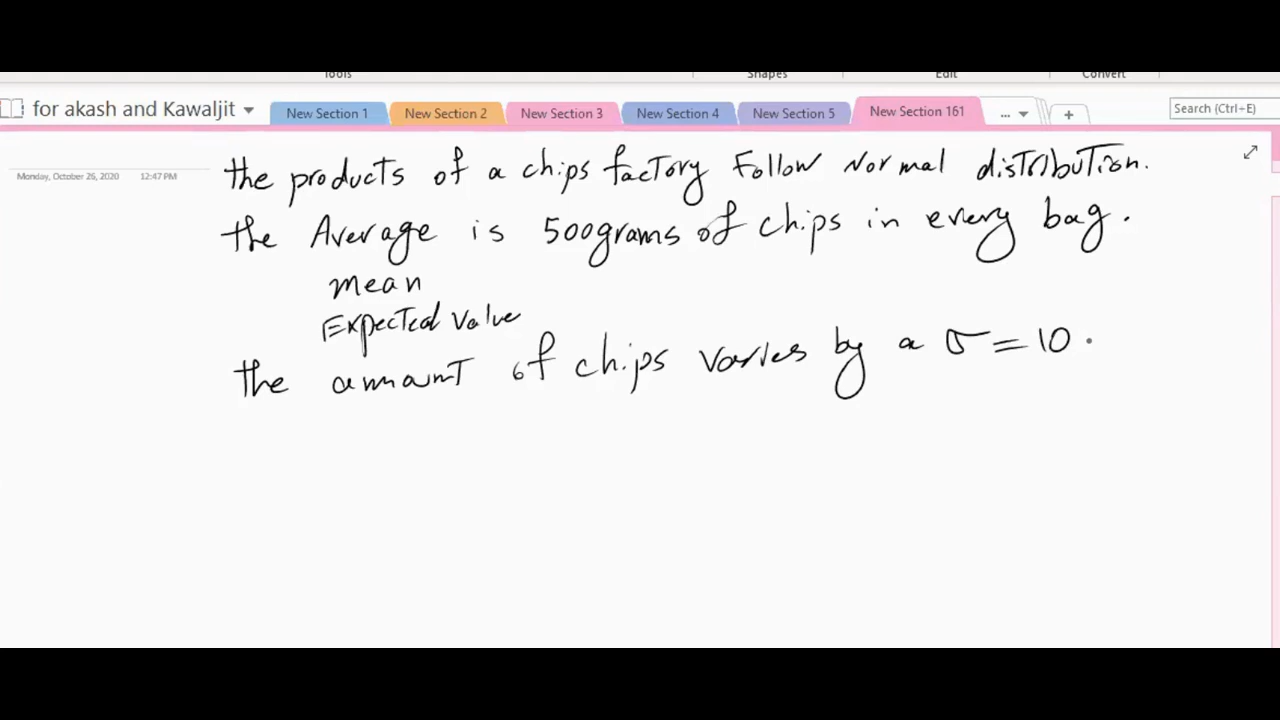 Tools Shapes Edit Convert
for akash and Kawaljit New Section 1 New Section 2 New Section 3 New Section 4 New Section 5 New Section 161 ... + Search (Ctrl+E)
Monday, October 26, 2020 12:47 PM
the products of a chips factory Follow Normal distribution.
the Average is 500grams of chips in every bag.
mean
Expected value
the amount of chips varies by a σ = 10